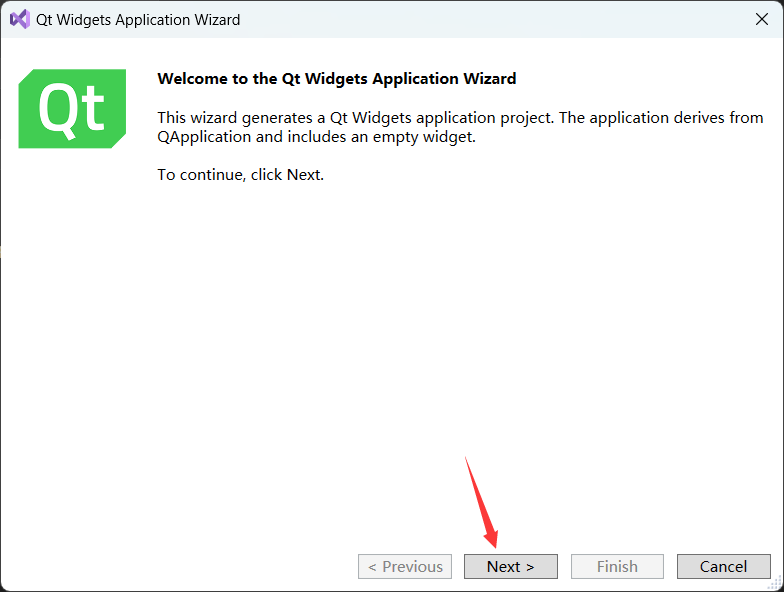 Qt Widgets Application Wizard
Qt
Welcome to the Qt Widgets Application Wizard
This wizard generates a Qt Widgets application project. The application derives from
QApplication and includes an empty widget.
To continue, click Next.
< Previous
Next >
Finish
Cancel